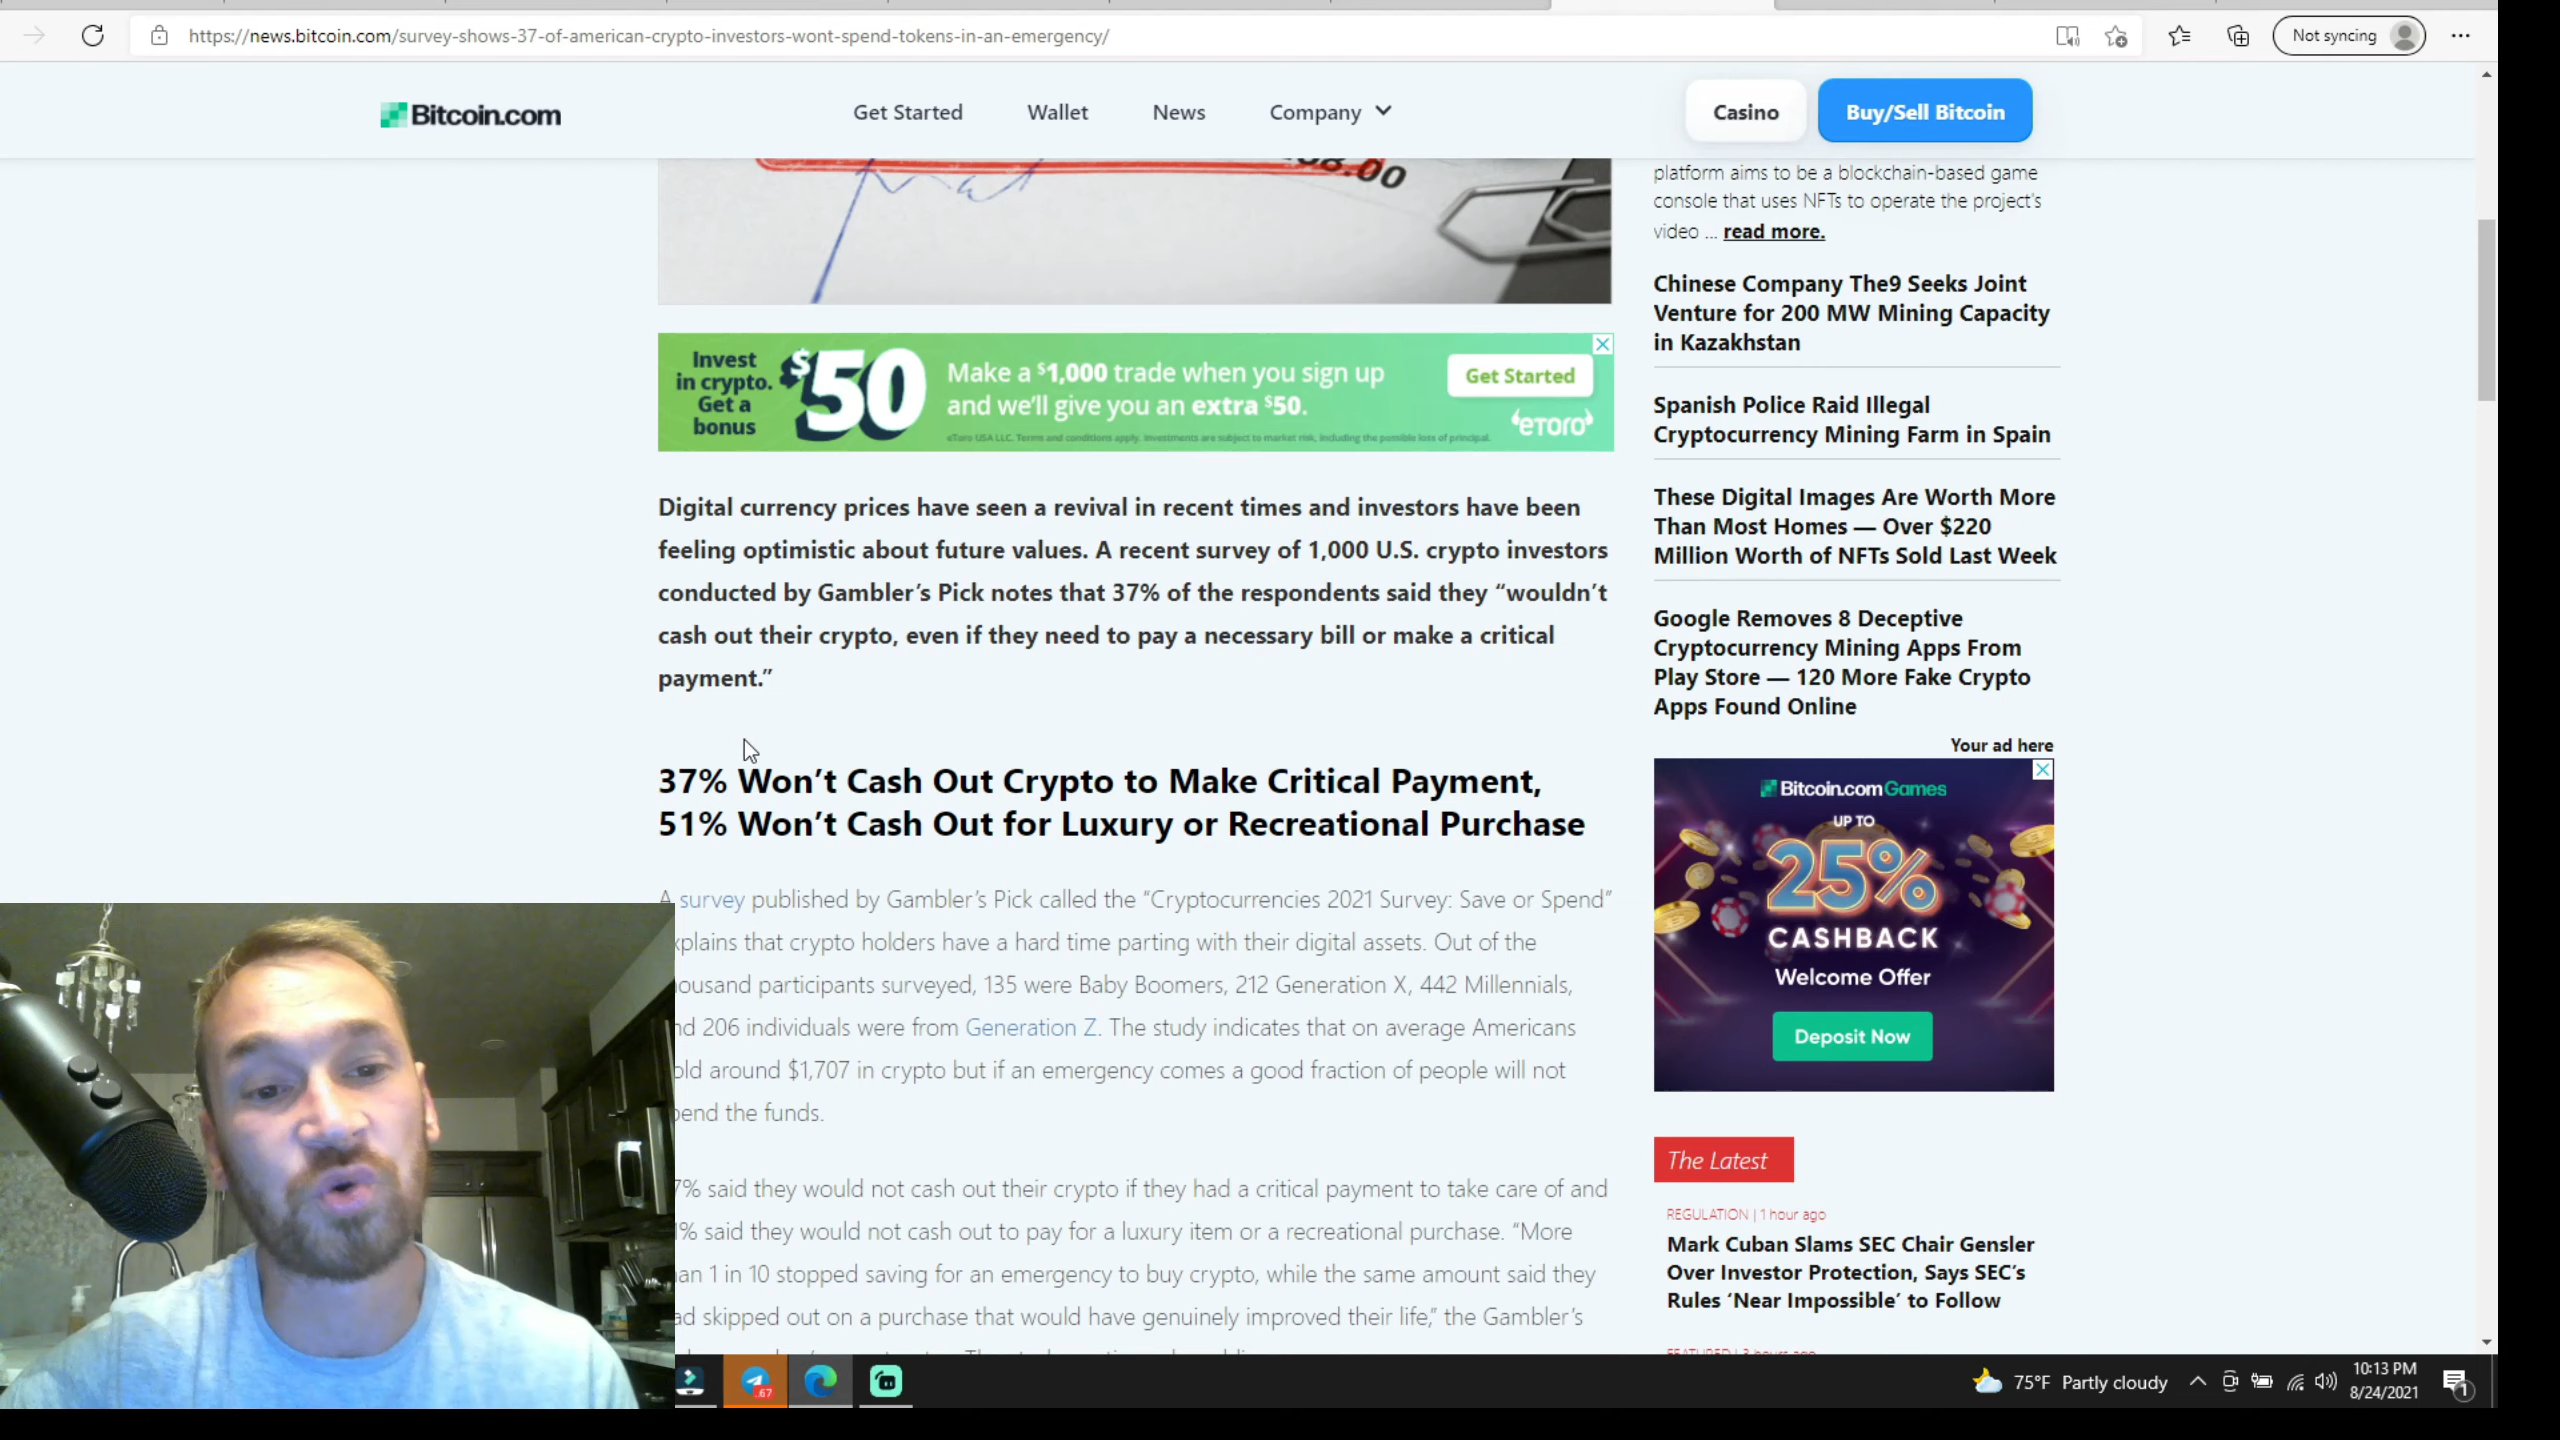 https://news.bitcoin.com/survey-shows-37-of-american-crypto-investors-wont-spend-tokens-in-an-emergency/
Not syncing
Bitcoin.com
Get Started
Wallet
News
Company
Casino
Buy/Sell Bitcoin
.00
Invest
in crypto.
Get a
bonus
$50
Make a $1,000 trade when you sign up
and we'll give you an extra $50.
eToro USA LLC. Terms and conditions apply. Investments are subject to market risk, including the possible loss of principal.
Get Started
eToro
Digital currency prices have seen a revival in recent times and investors have been
feeling optimistic about future values. A recent survey of 1,000 U.S. crypto investors
conducted by Gambler’s Pick notes that 37% of the respondents said they “wouldn’t
cash out their crypto, even if they need to pay a necessary bill or make a critical
payment.”
37% Won’t Cash Out Crypto to Make Critical Payment,
51% Won’t Cash Out for Luxury or Recreational Purchase
A survey published by Gambler’s Pick called the “Cryptocurrencies 2021 Survey: Save or Spend”
xplains that crypto holders have a hard time parting with their digital assets. Out of the
ousand participants surveyed, 135 were Baby Boomers, 212 Generation X, 442 Millennials,
nd 206 individuals were from Generation Z. The study indicates that on average Americans
old around $1,707 in crypto but if an emergency comes a good fraction of people will not
pend the funds.
7% said they would not cash out their crypto if they had a critical payment to take care of and
1% said they would not cash out to pay for a luxury item or a recreational purchase. “More
an 1 in 10 stopped saving for an emergency to buy crypto, while the same amount said they
ad skipped out on a purchase that would have genuinely improved their life,” the Gambler’s
platform aims to be a blockchain-based game
console that uses NFTs to operate the project's
video ... read more.
Chinese Company The9 Seeks Joint
Venture for 200 MW Mining Capacity
in Kazakhstan
Spanish Police Raid Illegal
Cryptocurrency Mining Farm in Spain
These Digital Images Are Worth More
Than Most Homes — Over $220
Million Worth of NFTs Sold Last Week
Google Removes 8 Deceptive
Cryptocurrency Mining Apps From
Play Store — 120 More Fake Crypto
Apps Found Online
Your ad here
Bitcoin.com Games
UP TO
25%
CASHBACK
Welcome Offer
Deposit Now
The Latest
REGULATION | 1 hour ago
Mark Cuban Slams SEC Chair Gensler
Over Investor Protection, Says SEC’s
Rules ‘Near Impossible’ to Follow
FEATURED | 3 hours ago
.67
75°F Partly cloudy
10:13 PM
8/24/2021
1